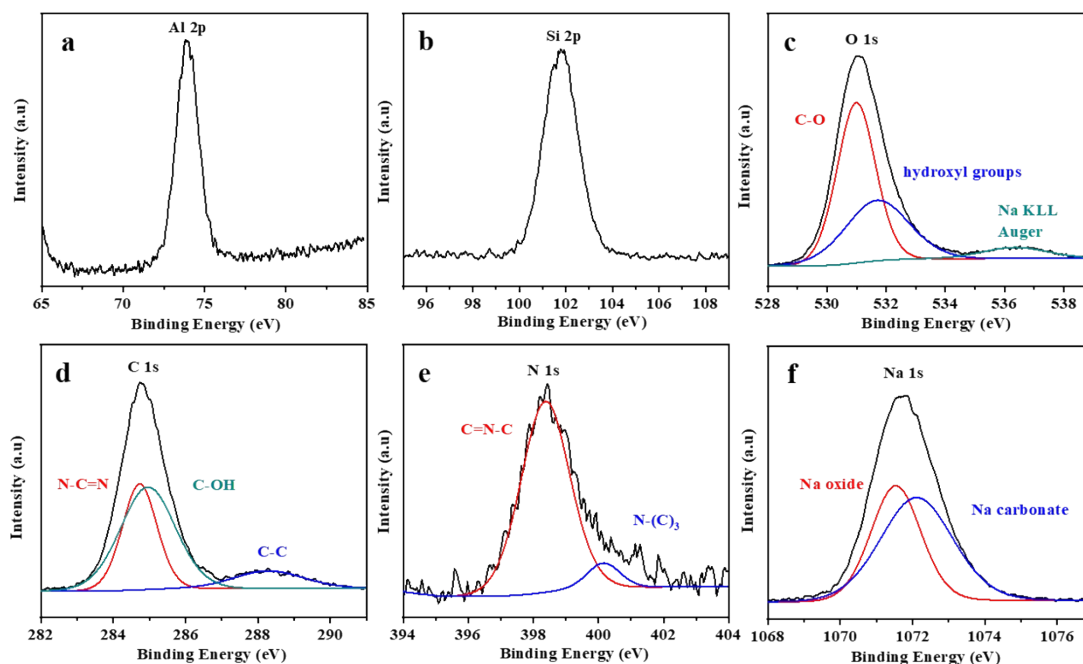 a
Al 2p
Intensity (a.u)
65 70 75 80 85
Binding Energy (eV)
b
Si 2p
Intensity (a.u)
96 98 100 102 104 106 108
Binding Energy (eV)
c
O 1s
C-O
hydroxyl groups
Na KLL
Auger
Intensity (a.u)
528 530 532 534 536 538
Binding Energy (eV)
d
C 1s
N-C=N
C-OH
C-C
Intensity (a.u)
282 284 286 288 290
Binding Energy (eV)
e
N 1s
C=N-C
N-(C)₃
Intensity (a.u)
394 396 398 400 402 404
Binding Energy (eV)
f
Na 1s
Na oxide
Na carbonate
Intensity (a.u)
1068 1070 1072 1074 1076
Binding Energy (eV)